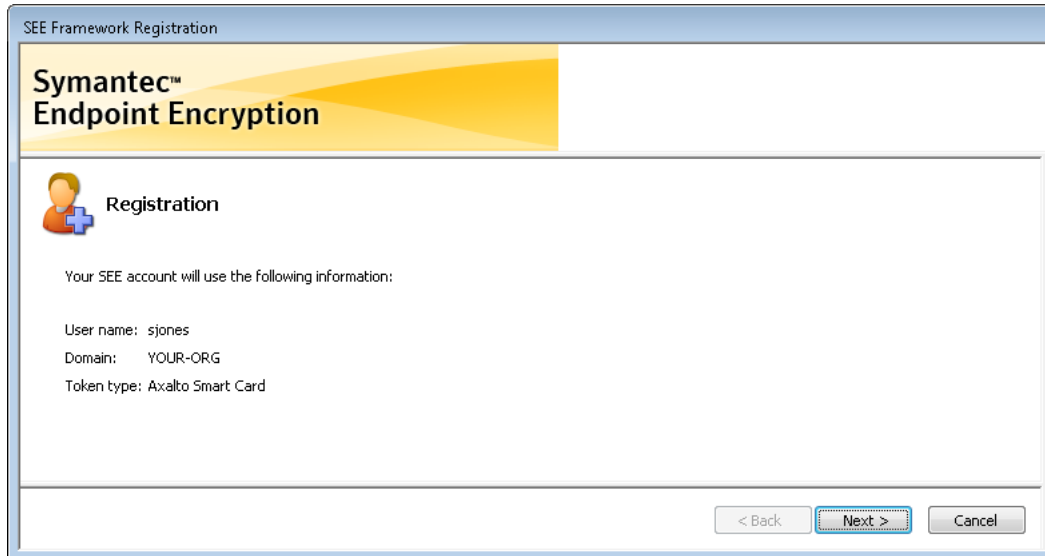 SEE Framework Registration
Symantec™
Endpoint Encryption
Registration
Your SEE account will use the following information:
User name: sjones
Domain: YOUR-ORG
Token type: Axalto Smart Card
< Back Next > Cancel